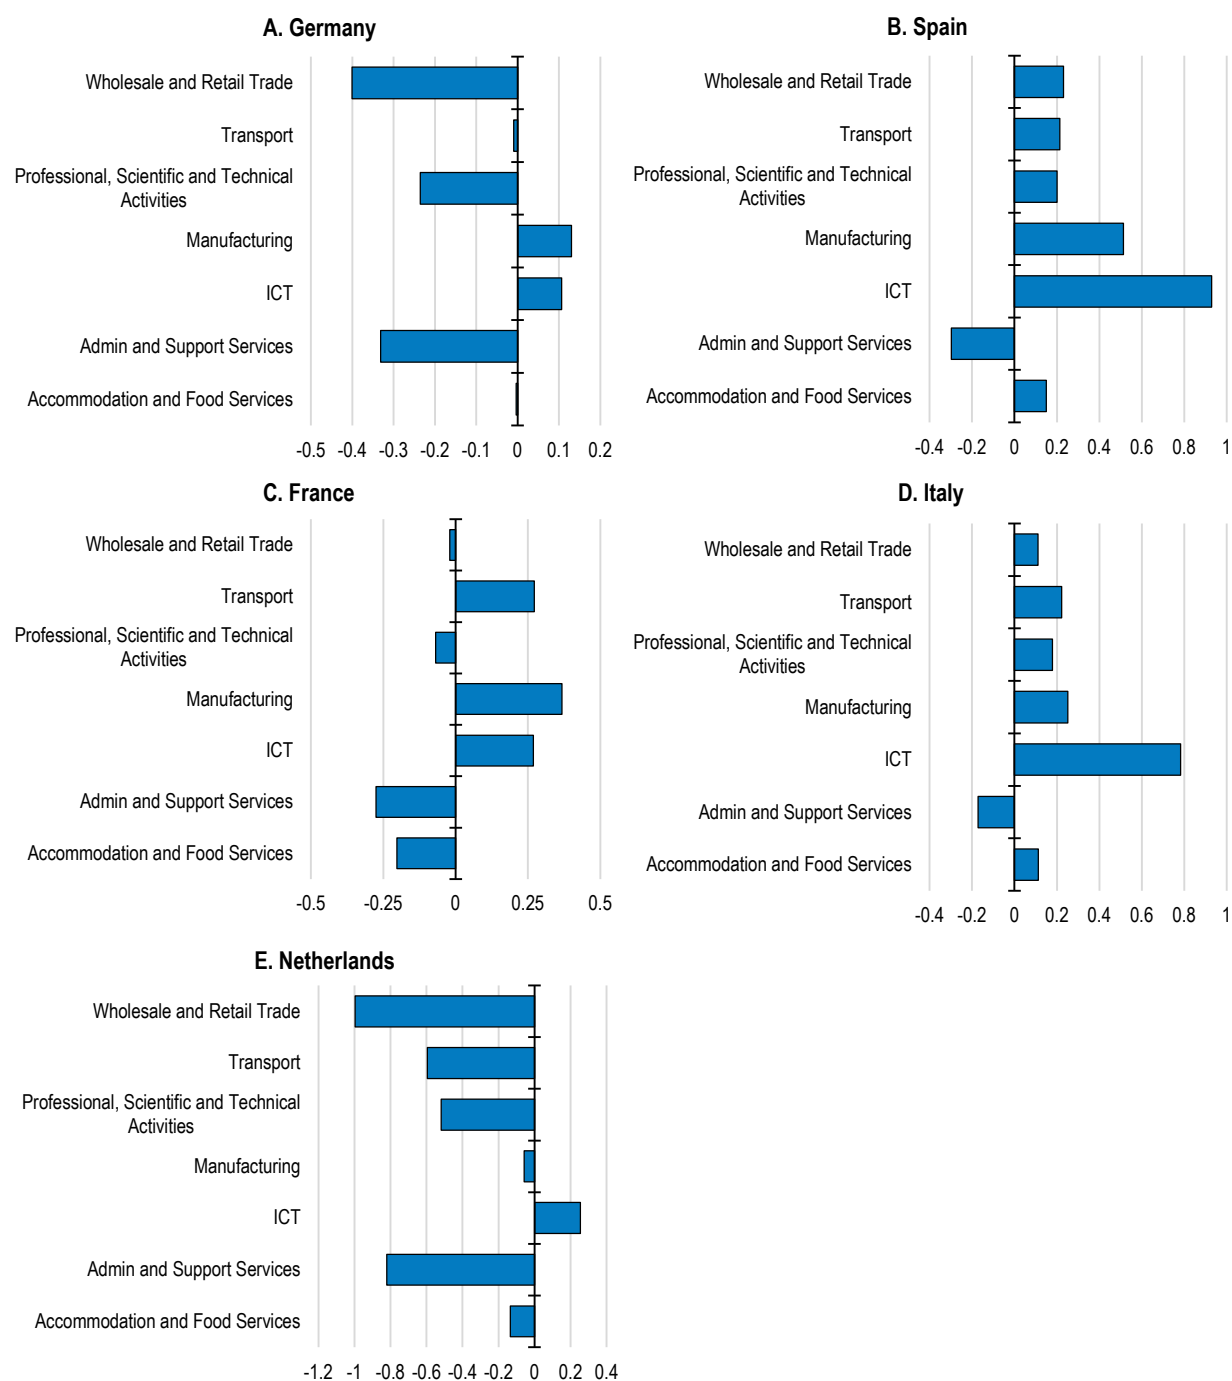 A. Germany
Wholesale and Retail Trade
Transport
Professional, Scientific and Technical
Activities
Manufacturing
ICT
Admin and Support Services
Accommodation and Food Services
-0.5 -0.4 -0.3 -0.2 -0.1 0 0.1 0.2
B. Spain
Wholesale and Retail Trade
Transport
Professional, Scientific and Technical
Activities
Manufacturing
ICT
Admin and Support Services
Accommodation and Food Services
-0.4 -0.2 0 0.2 0.4 0.6 0.8 1
C. France
Wholesale and Retail Trade
Transport
Professional, Scientific and Technical
Activities
Manufacturing
ICT
Admin and Support Services
Accommodation and Food Services
-0.5 -0.25 0 0.25 0.5
D. Italy
Wholesale and Retail Trade
Transport
Professional, Scientific and Technical
Activities
Manufacturing
ICT
Admin and Support Services
Accommodation and Food Services
-0.4 -0.2 0 0.2 0.4 0.6 0.8 1
E. Netherlands
Wholesale and Retail Trade
Transport
Professional, Scientific and Technical
Activities
Manufacturing
ICT
Admin and Support Services
Accommodation and Food Services
-1.2 -1 -0.8 -0.6 -0.4 -0.2 0 0.2 0.4